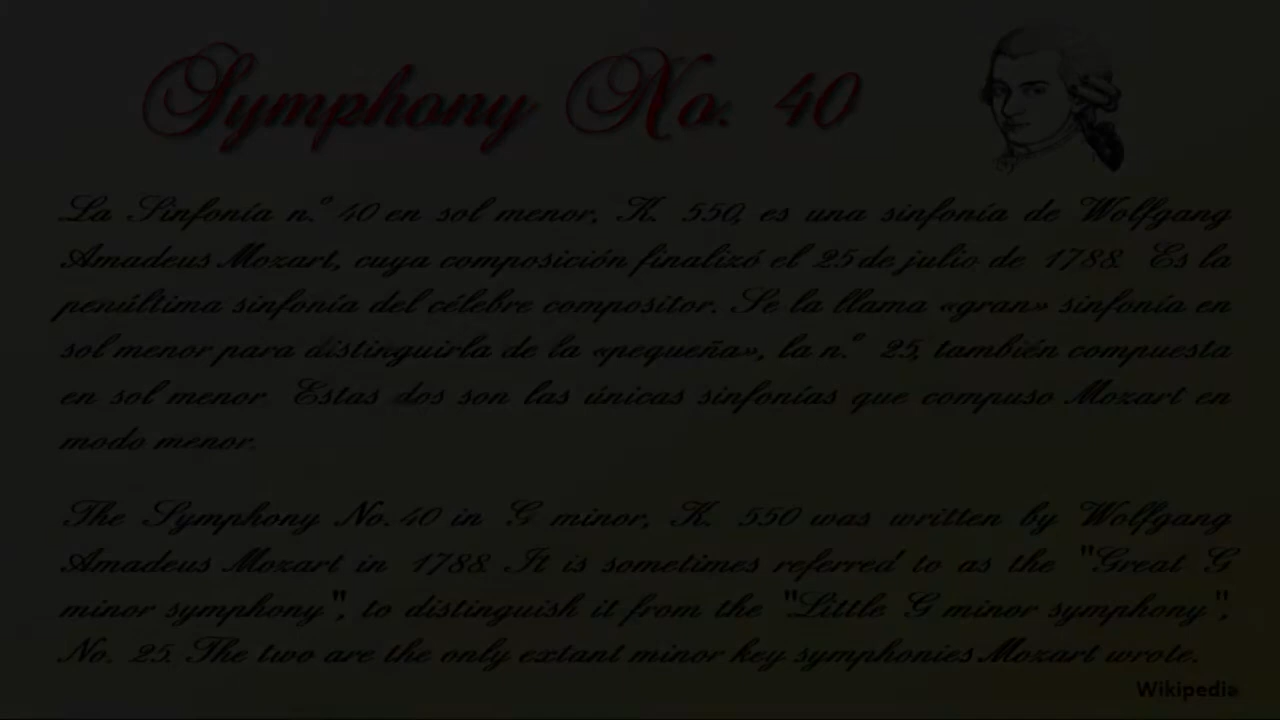 Symphony No. 40
La Sinfonía n.º 40 en sol menor, K. 550, es una sinfonía de Wolfgang
Amadeus Mozart, cuya composición finalizó el 25 de julio de 1788. Es la
penúltima sinfonía del célebre compositor. Se la llama «gran» sinfonía en
sol menor para distinguirla de la «pequeña», la n.º 25, también compuesta
en sol menor. Estas dos son las únicas sinfonías que compuso Mozart en
modo menor.
The Symphony No. 40 in G minor, K. 550 was written by Wolfgang
Amadeus Mozart in 1788. It is sometimes referred to as the "Great G
minor symphony", to distinguish it from the "Little G minor symphony",
No. 25. The two are the only extant minor key symphonies Mozart wrote.
Wikipedia